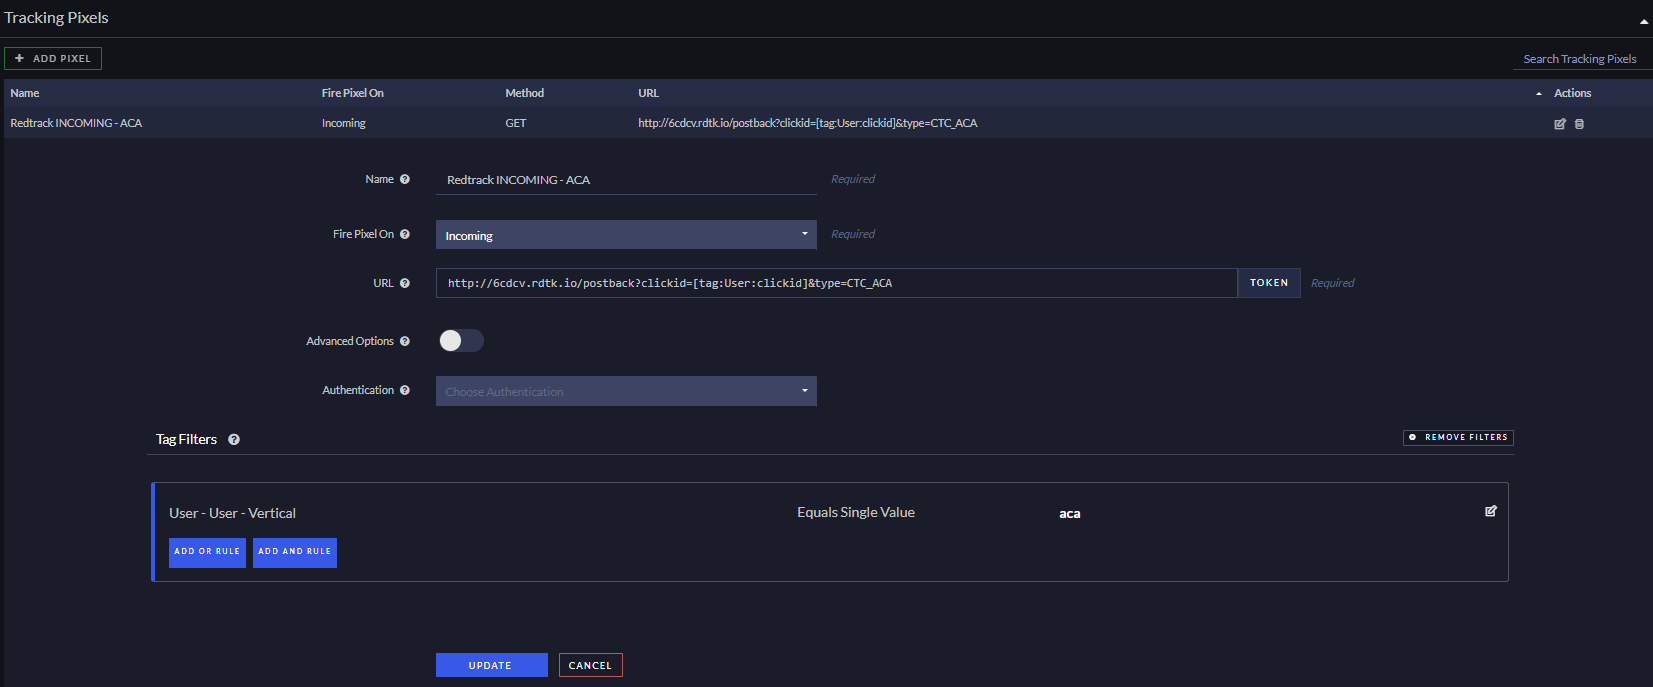 Tracking Pixels
ADD PIXEL
Search Tracking Pixels
Name Fire Pixel On Method URL Actions
Redtrack INCOMING - ACA Incoming GET http://6cdcv.rdtk.io/postback?clickid=[tag:User:clickid]&type=CTC_ACA
Name Redtrack INCOMING - ACA Required
Fire Pixel On Incoming Required
URL http://6cdcv.rdtk.io/postback?clickid=[tag:User:clickid]&type=CTC_ACA TOKEN Required
Advanced Options
Authentication Choose Authentication
Tag Filters REMOVE FILTERS
User - User - Vertical Equals Single Value aca
ADD OR RULE ADD AND RULE
UPDATE CANCEL